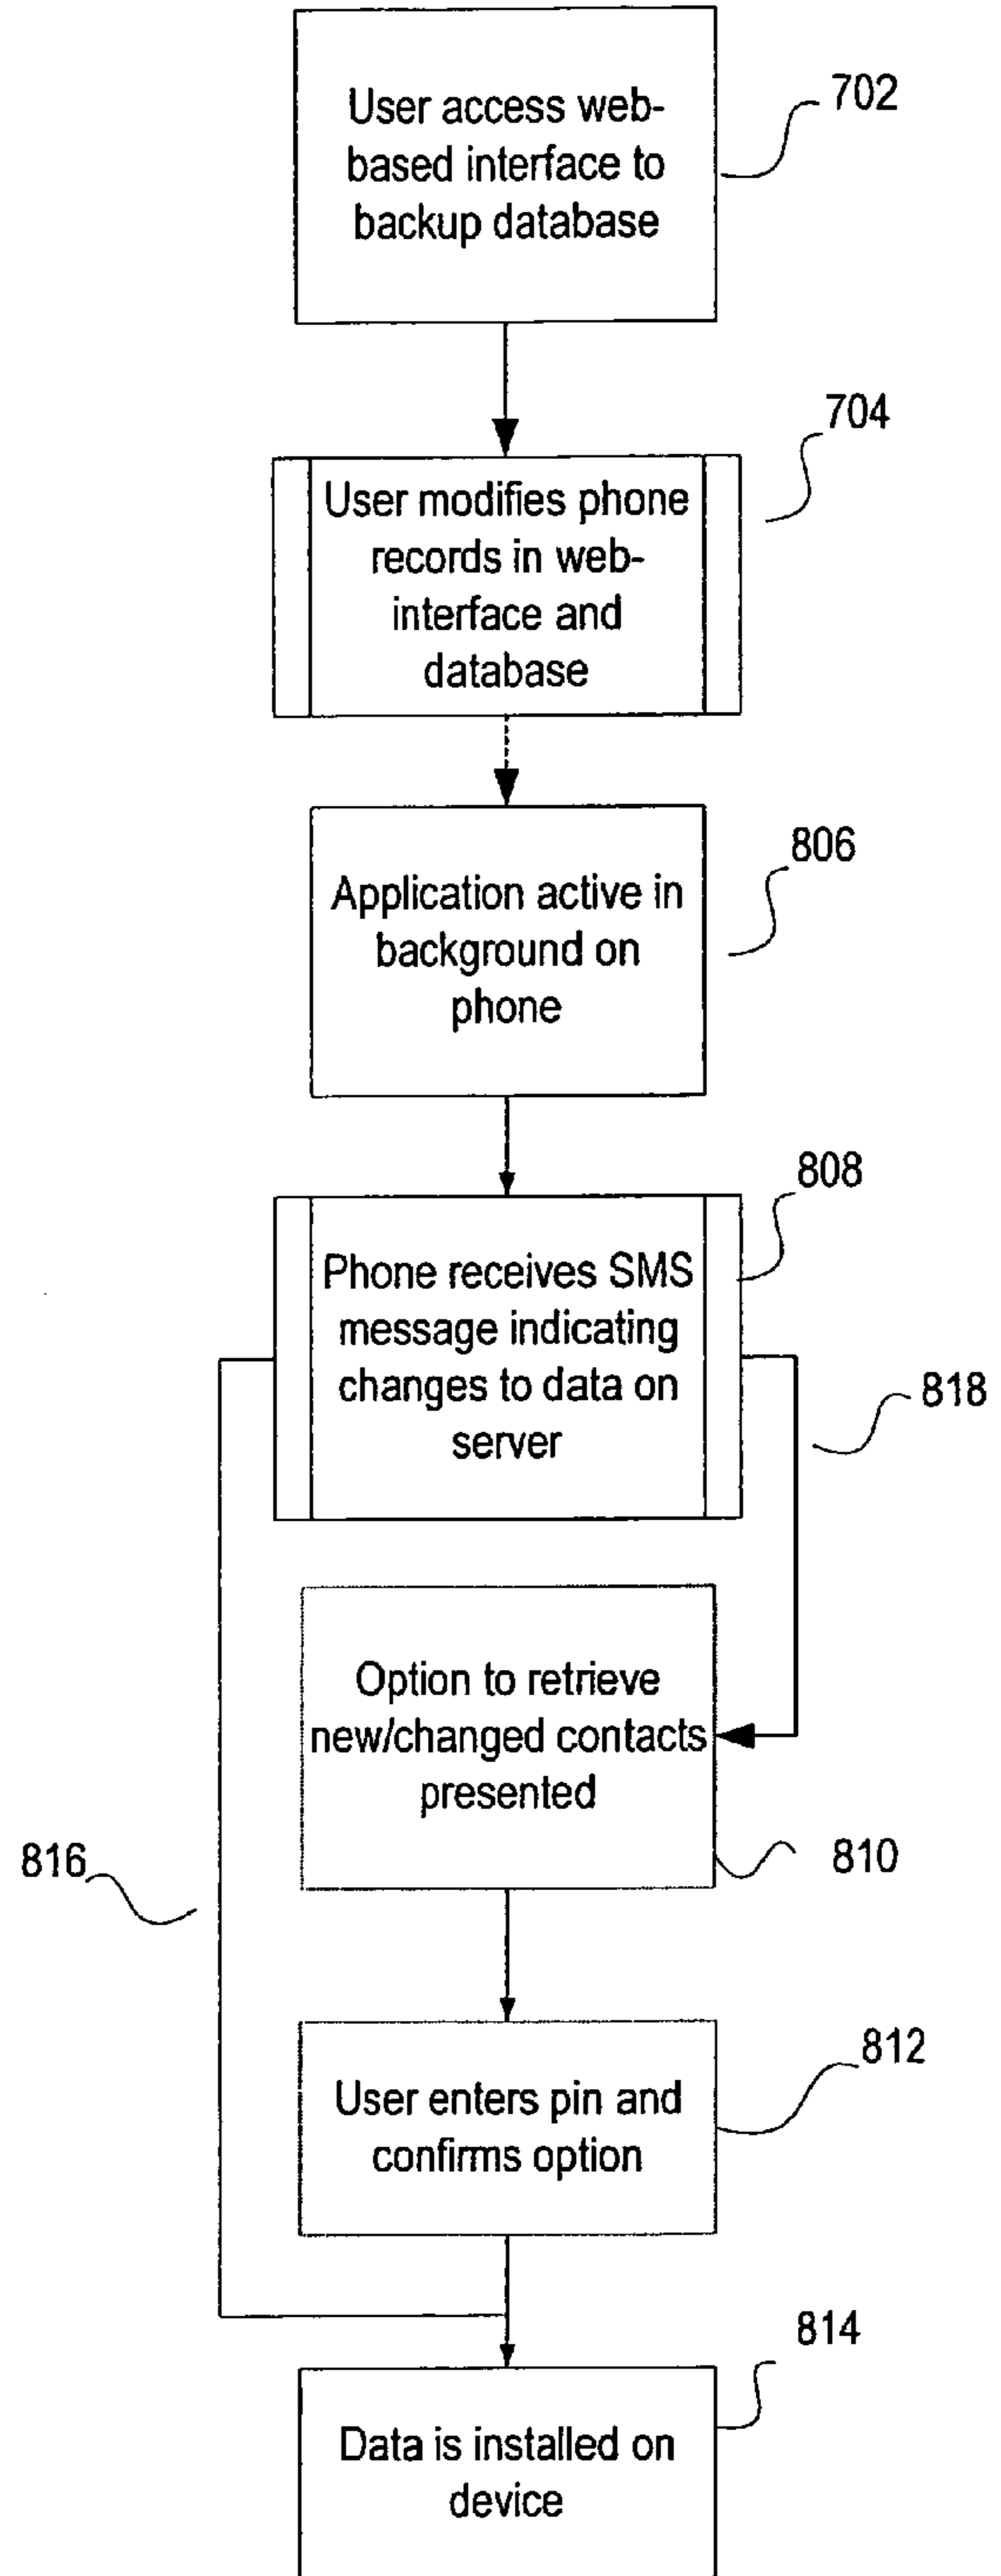 User access web-
based interface to
backup database
702
704
User modifies phone
records in web-
interface and
database
806
Application active in
background on
phone
808
Phone receives SMS
message indicating
changes to data on
server
818
Option to retrieve
new/changed contacts
presented
816
810
812
User enters pin and
confirms option
814
Data is installed on
device